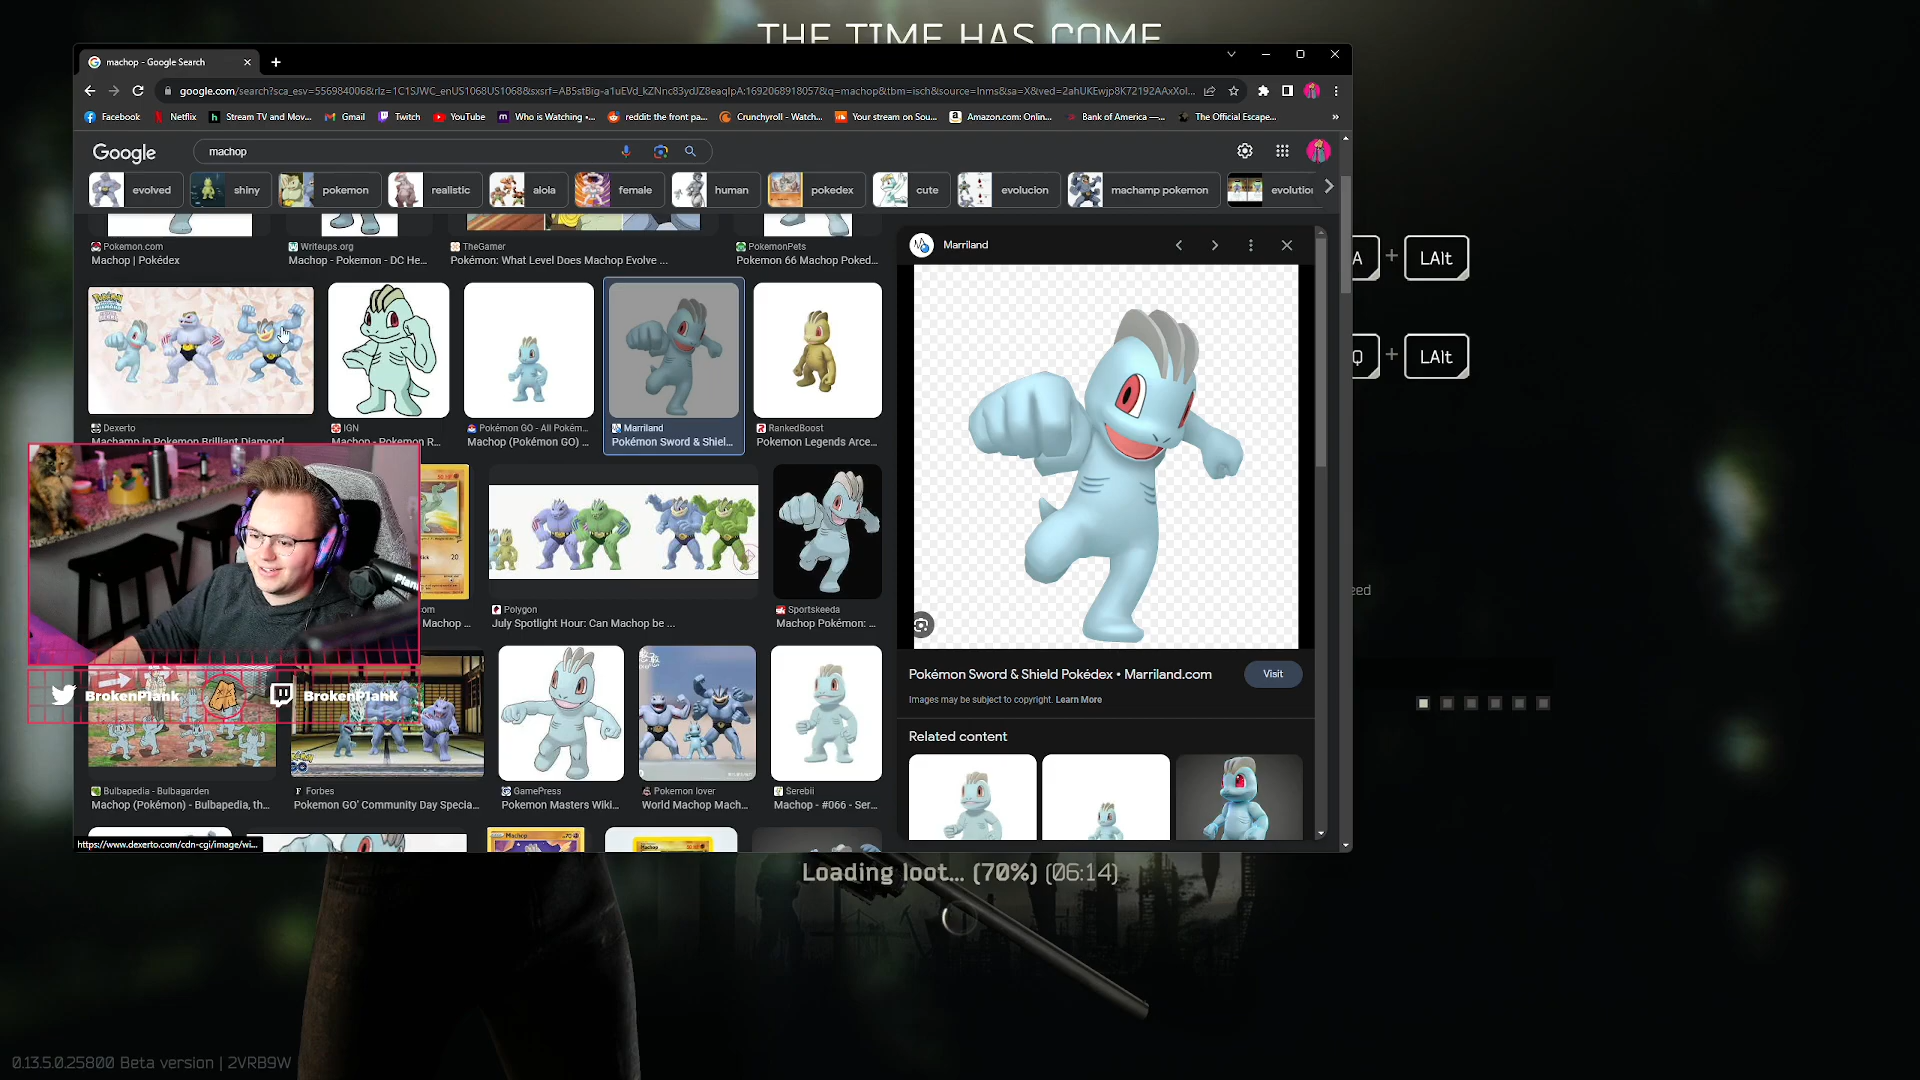 THE TIME HAS COME
machop - Google Search
google.com/search?sca_esv=556984006&rlz=1C1SJWC_enUS1068US1068&sxsrf=AB5stBig-a1uEVd_kZNnc83ydJZ8eaqIpA:1692068918057&q=machop&tbm=isch&source=lnms&sa=X&ved=2ahUKEwjp8K72192AAxXoI...
Facebook Netflix Stream TV and Mov... Gmail Twitch YouTube Who is Watching •... reddit: the front pa... Crunchyroll - Watch... Your stream on Sou... Amazon.com: Onlin... Bank of America —... The Official Escape... »
Google machop
evolved shiny pokemon realistic alola female human pokedex cute evolucion machamp pokemon evolutio
Pokemon.com
Machop | Pokédex
Writeups.org
Machop - Pokemon - DC He...
TheGamer
Pokémon: What Level Does Machop Evolve ...
PokemonPets
Pokemon 66 Machop Poked...
Marriland
A + LAlt
Q + LAlt
Dexerto
Machamp in Pokemon Brilliant Diamond
IGN
Machop - Pokemon R...
Pokémon GO - All Pokém...
Machop (Pokémon GO) ...
Marriland
Pokémon Sword & Shiel...
RankedBoost
Pokemon Legends Arce...
20
com
Machop ...
Polygon
July Spotlight Hour: Can Machop be ...
Sportskeeda
Machop Pokémon: ...
eed
BrokenP1ank BrokenP1ank
Pokémon Sword & Shield Pokédex • Marriland.com
Visit
Images may be subject to copyright. Learn More
Related content
Bulbapedia - Bulbagarden
Machop (Pokémon) - Bulbapedia, th...
Forbes
Pokemon GO' Community Day Specia...
GamePress
Pokemon Masters Wiki...
Pokemon lover
World Machop Mach...
Serebii
Machop - #066 - Ser...
Machop
https://www.dexerto.com/cdn-cgi/image/wi...
Loading loot... (70%) (06:14)
0.13.5.0.25800 Beta version | 2VRB9W